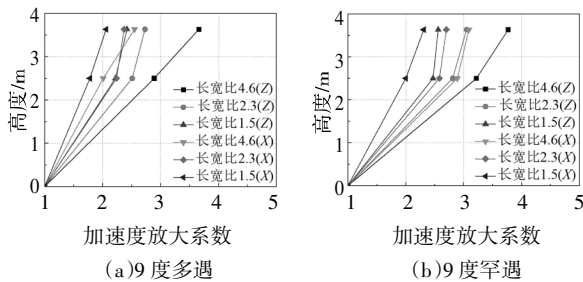 4
3
2
1
0
高度/m
长宽比4.6(Z)
长宽比2.3(Z)
长宽比1.5(Z)
长宽比4.6(X)
长宽比2.3(X)
长宽比1.5(X)
1 2 3 4 5
加速度放大系数
(a)9 度多遇
4
3
2
1
0
高度/m
长宽比4.6(Z)
长宽比2.3(Z)
长宽比1.5(Z)
长宽比4.6(X)
长宽比2.3(X)
长宽比1.5(X)
1 2 3 4 5
加速度放大系数
(b)9 度罕遇